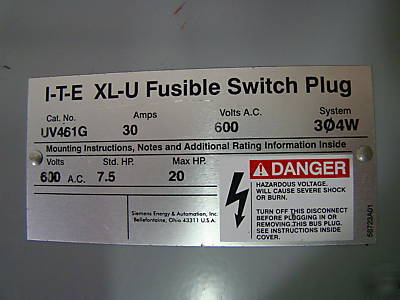 I-T-E XL-U Fusible Switch Plug
Cat. No. Amps Volts A.C. System
UV461G 30 600 3Ø4W
Mounting Instructions, Notes and Additional Rating Information Inside
Volts Std. HP. Max HP.
600 A.C. 7.5 20
Siemens Energy & Automation, Inc.
Bellefontaine, Ohio 43311 U.S.A.
DANGER
HAZARDOUS VOLTAGE.
WILL CAUSE SEVERE SHOCK
OR BURN.
TURN OFF THIS DISCONNECT
BEFORE PLUGGING IN OR
REMOVING THIS BUS PLUG.
SEE INSTRUCTIONS INSIDE
COVER.